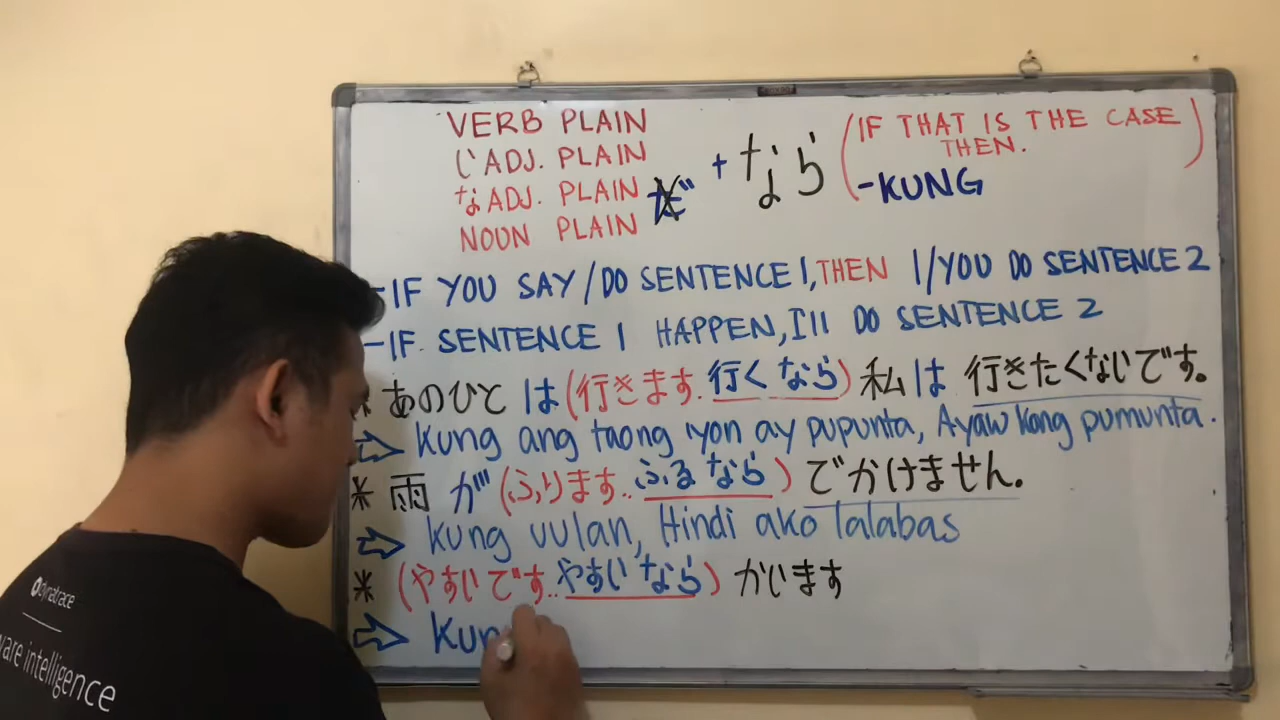 VERB PLAIN
い ADJ. PLAIN
な ADJ. PLAIN だ
NOUN PLAIN
+ なら
(IF THAT IS THE CASE
THEN.
-KUNG
-IF YOU SAY/DO SENTENCE 1, THEN I/YOU DO SENTENCE 2
-IF SENTENCE 1 HAPPEN, I'll DO SENTENCE 2
* あのひと は (行きます. 行く なら) 私は 行きたくないです。
⇨ Kung ang taong iyon ay pupunta, Ayaw kong pumunta.
* 雨 が (ふります.. ふる なら) でかけません。
⇨ kung uulan, Hindi ako lalabas
* (やすいです.. やすい なら) かいます
⇨ Kun
dynatrace
ware intelligence